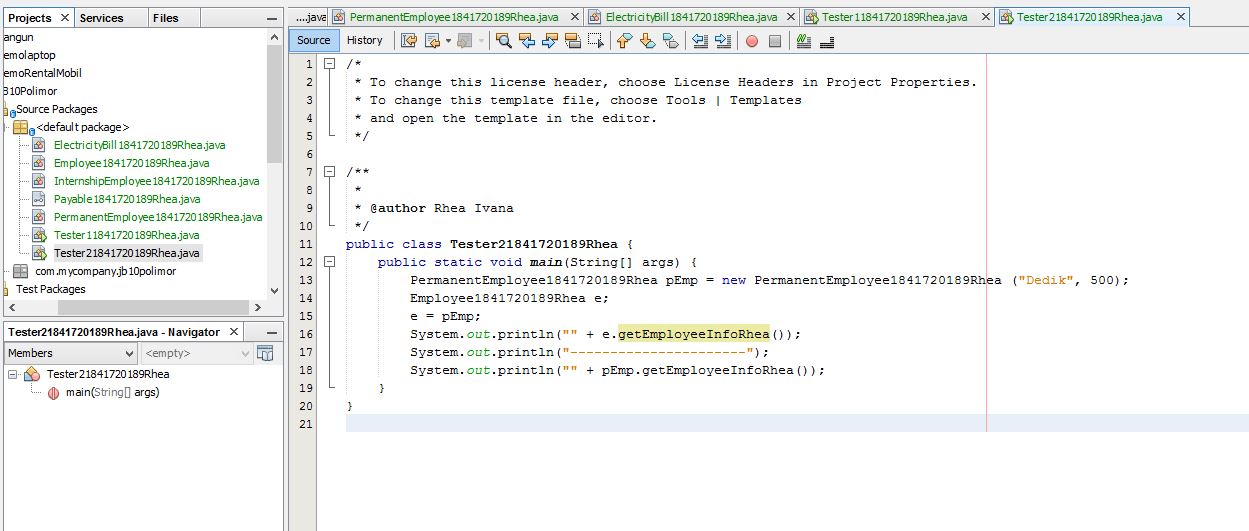 Projects Services Files
angun
emolaptop
emoRentalMobil
B10Polimor
Source Packages
<default package>
ElectricityBill1841720189Rhea.java
Employee1841720189Rhea.java
InternshipEmployee1841720189Rhea.java
Payable1841720189Rhea.java
PermanentEmployee1841720189Rhea.java
Tester11841720189Rhea.java
Tester21841720189Rhea.java
com.mycompany.jb10polimor
Test Packages
Tester21841720189Rhea.java - Navigator
Members <empty>
Tester21841720189Rhea
main(String[] args)
....java PermanentEmployee1841720189Rhea.java ElectricityBill1841720189Rhea.java Tester11841720189Rhea.java Tester21841720189Rhea.java
Source History
1 /*
2 * To change this license header, choose License Headers in Project Properties.
3 * To change this template file, choose Tools | Templates
4 * and open the template in the editor.
5 */
6
7 /**
8 *
9 * @author Rhea Ivana
10 */
11 public class Tester21841720189Rhea {
12 public static void main(String[] args) {
13 PermanentEmployee1841720189Rhea pEmp = new PermanentEmployee1841720189Rhea ("Dedik", 500);
14 Employee1841720189Rhea e;
15 e = pEmp;
16 System.out.println("" + e.getEmployeeInfoRhea());
17 System.out.println("----------------------");
18 System.out.println("" + pEmp.getEmployeeInfoRhea());
19 }
20 }
21